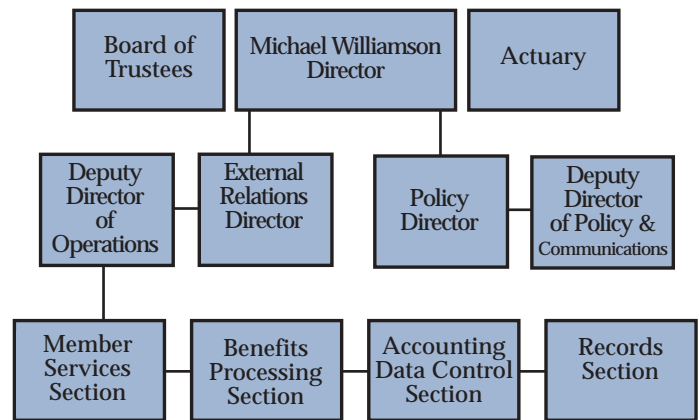 Board of
Trustees
Michael Williamson
Director
Actuary
Deputy
Director
of
Operations
External
Relations
Director
Policy
Director
Deputy
Director
of Policy &
Communications
Member
Services
Section
Benefits
Processing
Section
Accounting
Data Control
Section
Records
Section